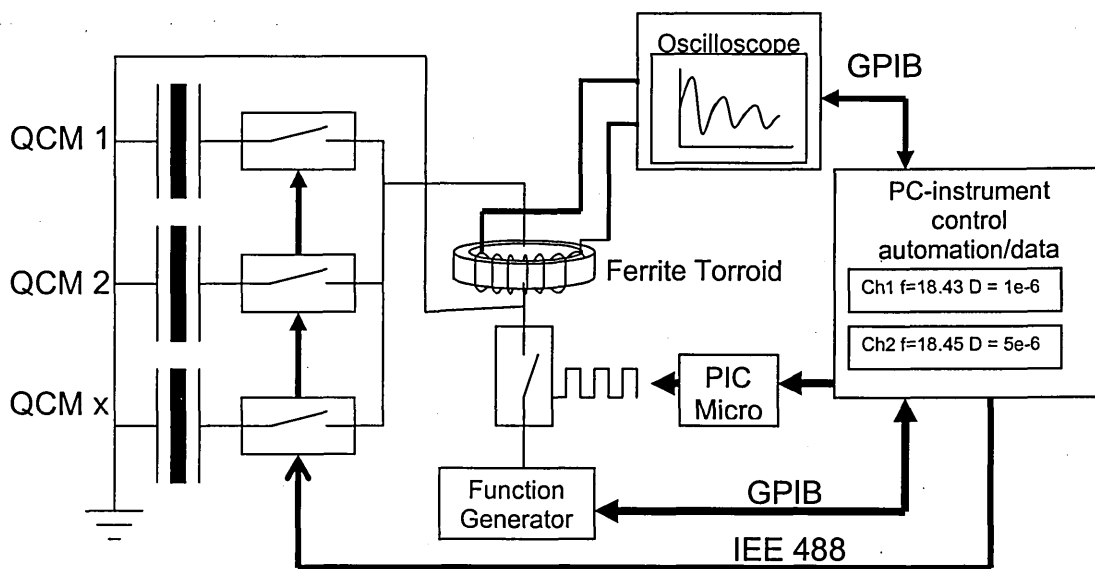 Oscilloscope
GPIB
QCM 1
PC-instrument
control
automation/data
Ferrite Torroid
QCM 2
Ch1 f=18.43 D = 1e-6
Ch2 f=18.45 D = 5e-6
PIC
Micro
QCM x
Function
Generator
GPIB
IEE 488